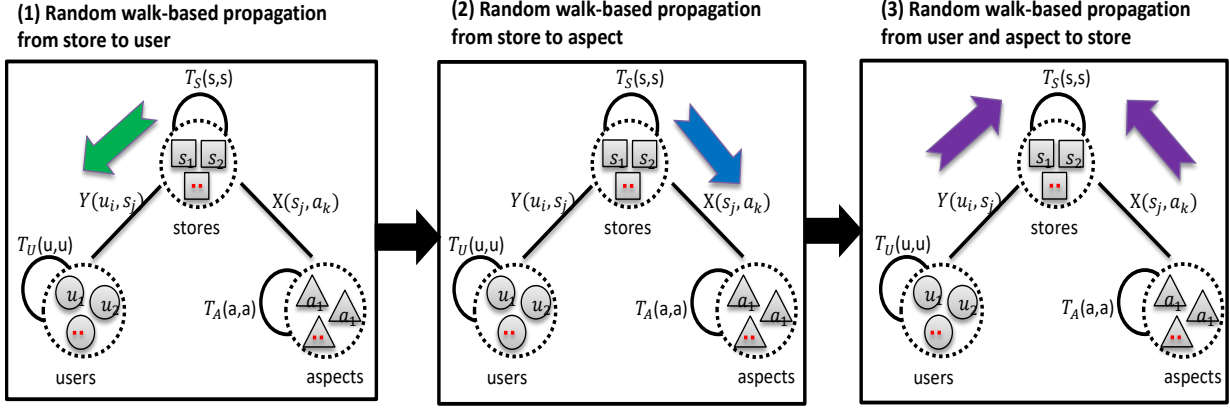 (1) Random walk-based propagation
from store to user
T_S(s,s)
s_1 s_2
..
Y(u_i, s_j)
X(s_j, a_k)
stores
T_U(u,u)
u_1 u_2
..
T_A(a,a)
a_1 a_1
..
users
aspects
(2) Random walk-based propagation
from store to aspect
T_S(s,s)
s_1 s_2
..
Y(u_i, s_j)
X(s_j, a_k)
stores
T_U(u,u)
u_1 u_2
..
T_A(a,a)
a_1 a_1
..
users
aspects
(3) Random walk-based propagation
from user and aspect to store
T_S(s,s)
s_1 s_2
..
Y(u_i, s_j)
X(s_j, a_k)
stores
T_U(u,u)
u_1 u_2
..
T_A(a,a)
a_1 a_1
..
users
aspects